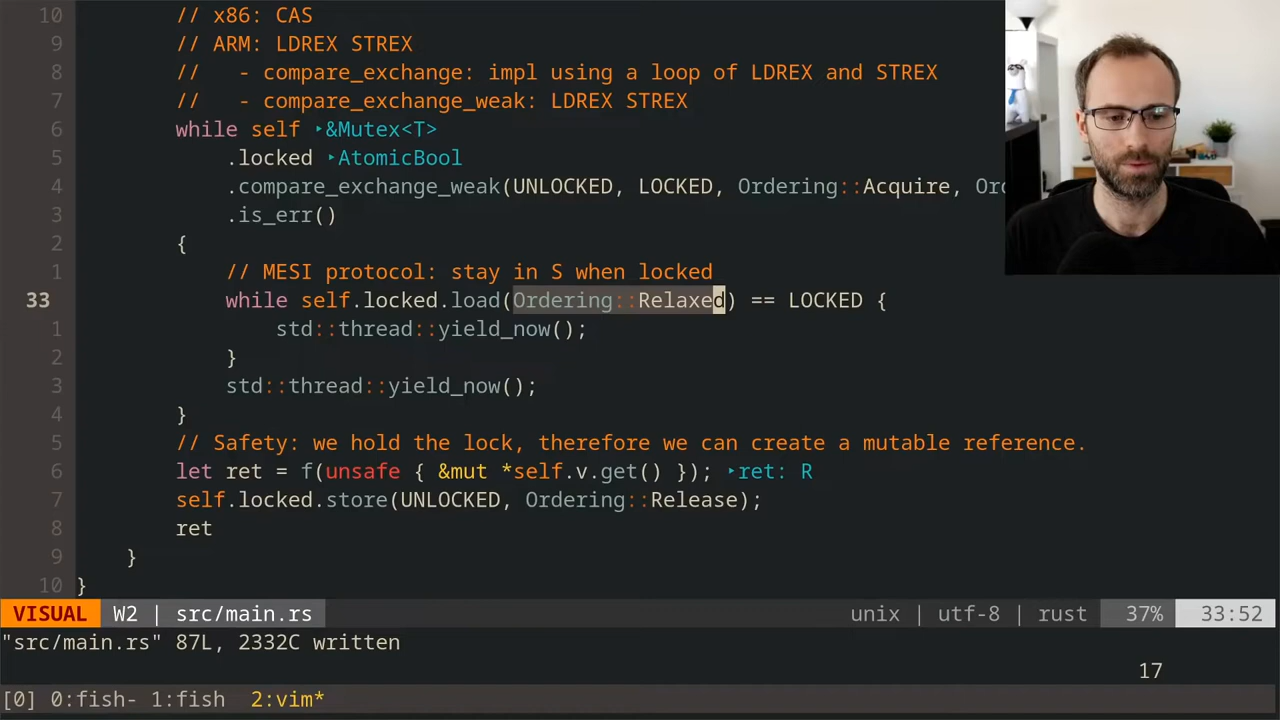 10 // x86: CAS
9 // ARM: LDREX STREX
8 //   - compare_exchange: impl using a loop of LDREX and STREX
7 //   - compare_exchange_weak: LDREX STREX
6 while self ‣&Mutex<T>
5 .locked ‣AtomicBool
4 .compare_exchange_weak(UNLOCKED, LOCKED, Ordering::Acquire, Or
3 .is_err()
2 {
1 // MESI protocol: stay in S when locked
33 while self.locked.load(Ordering::Relaxed) == LOCKED {
1 std::thread::yield_now();
2 }
3 std::thread::yield_now();
4 }
5 // Safety: we hold the lock, therefore we can create a mutable reference.
6 let ret = f(unsafe { &mut *self.v.get() }); ‣ret: R
7 self.locked.store(UNLOCKED, Ordering::Release);
8 ret
9 }
10 }
VISUAL W2 | src/main.rs unix | utf-8 | rust 37% 33:52
"src/main.rs" 87L, 2332C written
17
[0] 0:fish- 1:fish 2:vim*